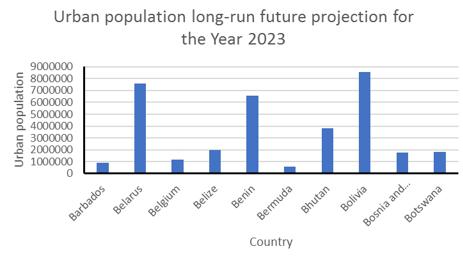 Urban population long-run future projection for
the Year 2023
Urban population
9000000
8000000
7000000
6000000
5000000
4000000
3000000
2000000
1000000
0
Barbados
Belarus
Belgium
Belize
Benin
Bermuda
Bhutan
Bolivia
Bosnia and...
Botswana
Country